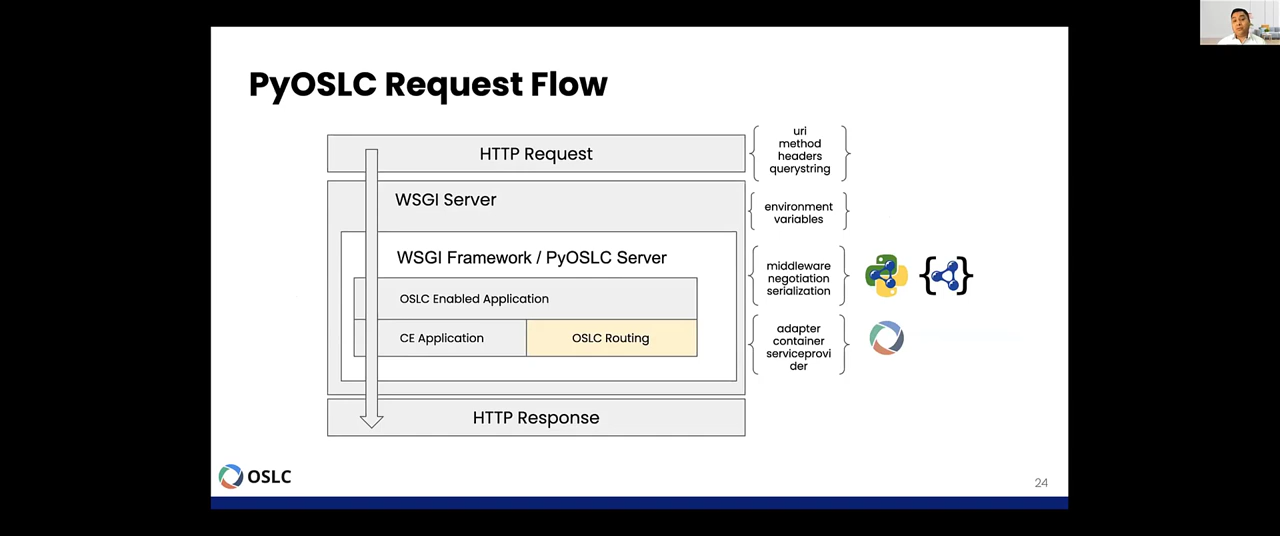 PyOSLC Request Flow
HTTP Request
uri
method
headers
querystring
WSGI Server
environment
variables
WSGI Framework / PyOSLC Server
middleware
negotiation
serialization
OSLC Enabled Application
CE Application
OSLC Routing
adapter
container
serviceprovi
der
HTTP Response
OSLC
24